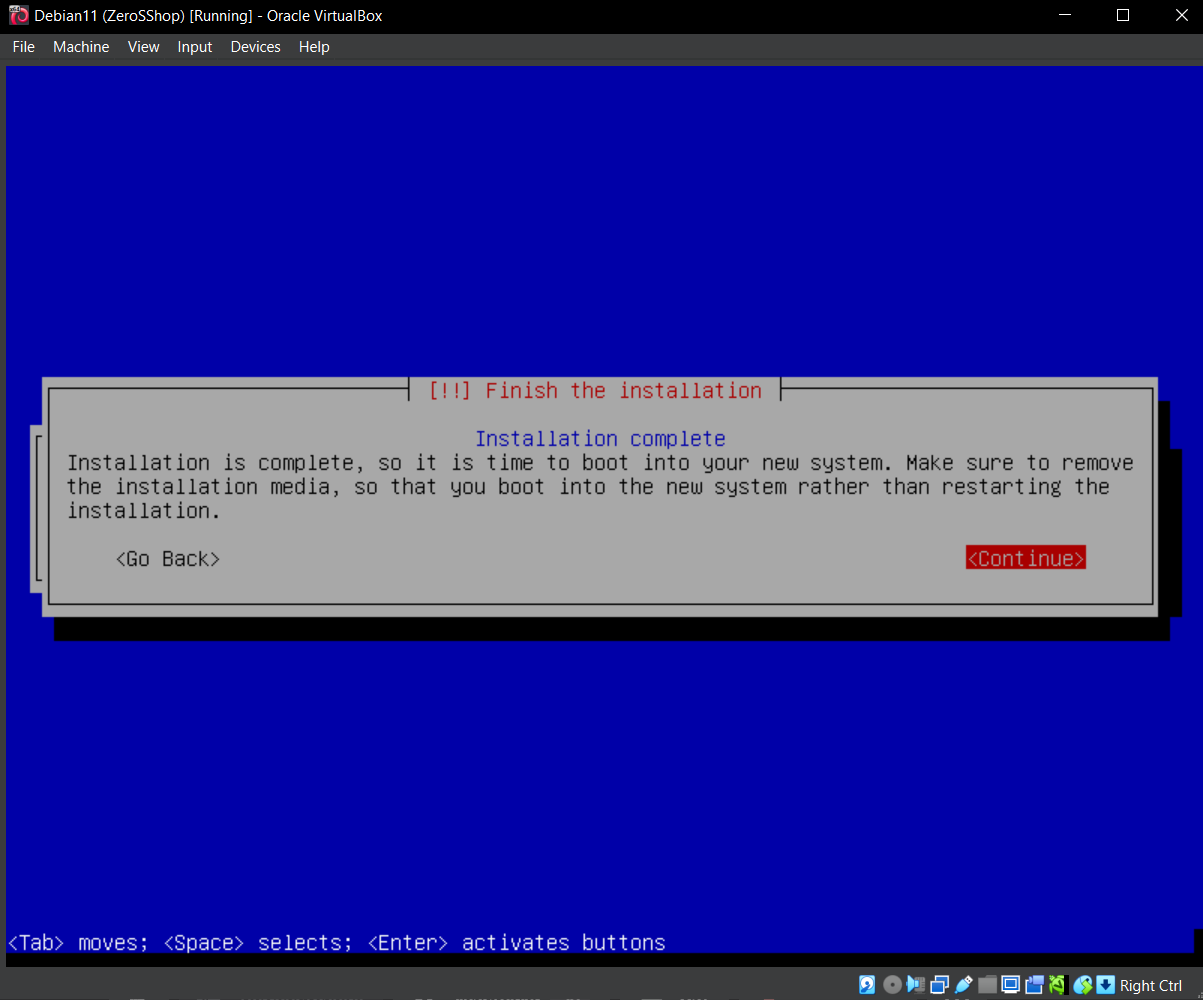 Debian11 (ZeroSShop) [Running] - Oracle VirtualBox
File Machine View Input Devices Help
[!!] Finish the installation
Installation complete
Installation is complete, so it is time to boot into your new system. Make sure to remove
the installation media, so that you boot into the new system rather than restarting the
installation.
<Go Back> <Continue>
<Tab> moves; <Space> selects; <Enter> activates buttons
Right Ctrl